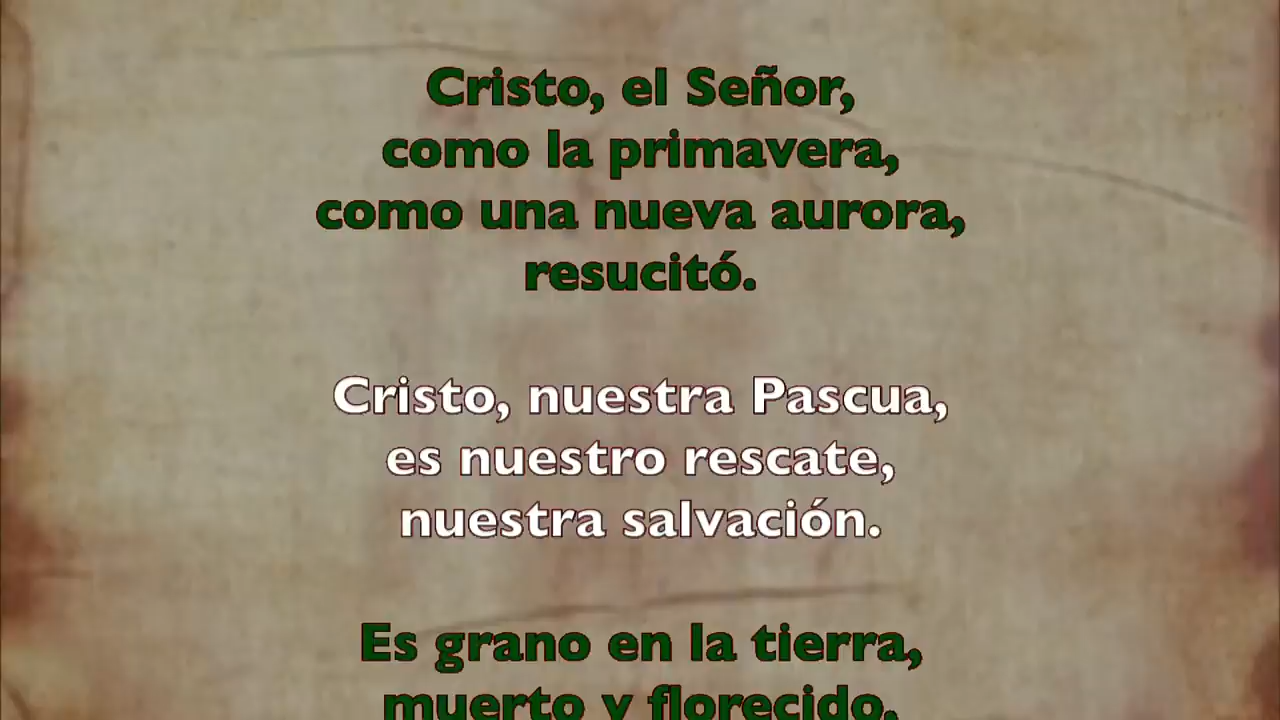 Cristo, el Señor,
como la primavera,
como una nueva aurora,
resucitó.
Cristo, nuestra Pascua,
es nuestro rescate,
nuestra salvación.
Es grano en la tierra,
muerto y florecido,